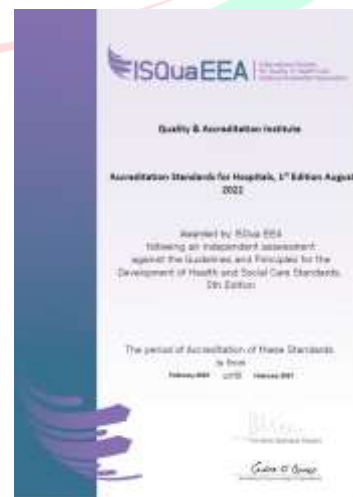 ISQuaEEA
Quality & Accreditation Institute
Accreditation Standards for Hospitals, 1st Edition August
2022
Awarded by ISQua EEA
following an independent assessment
against the Guidelines and Principles for the
Development of Health and Social Care Standards,
5th Edition
The period of Accreditation of these Standards
is from
February until February